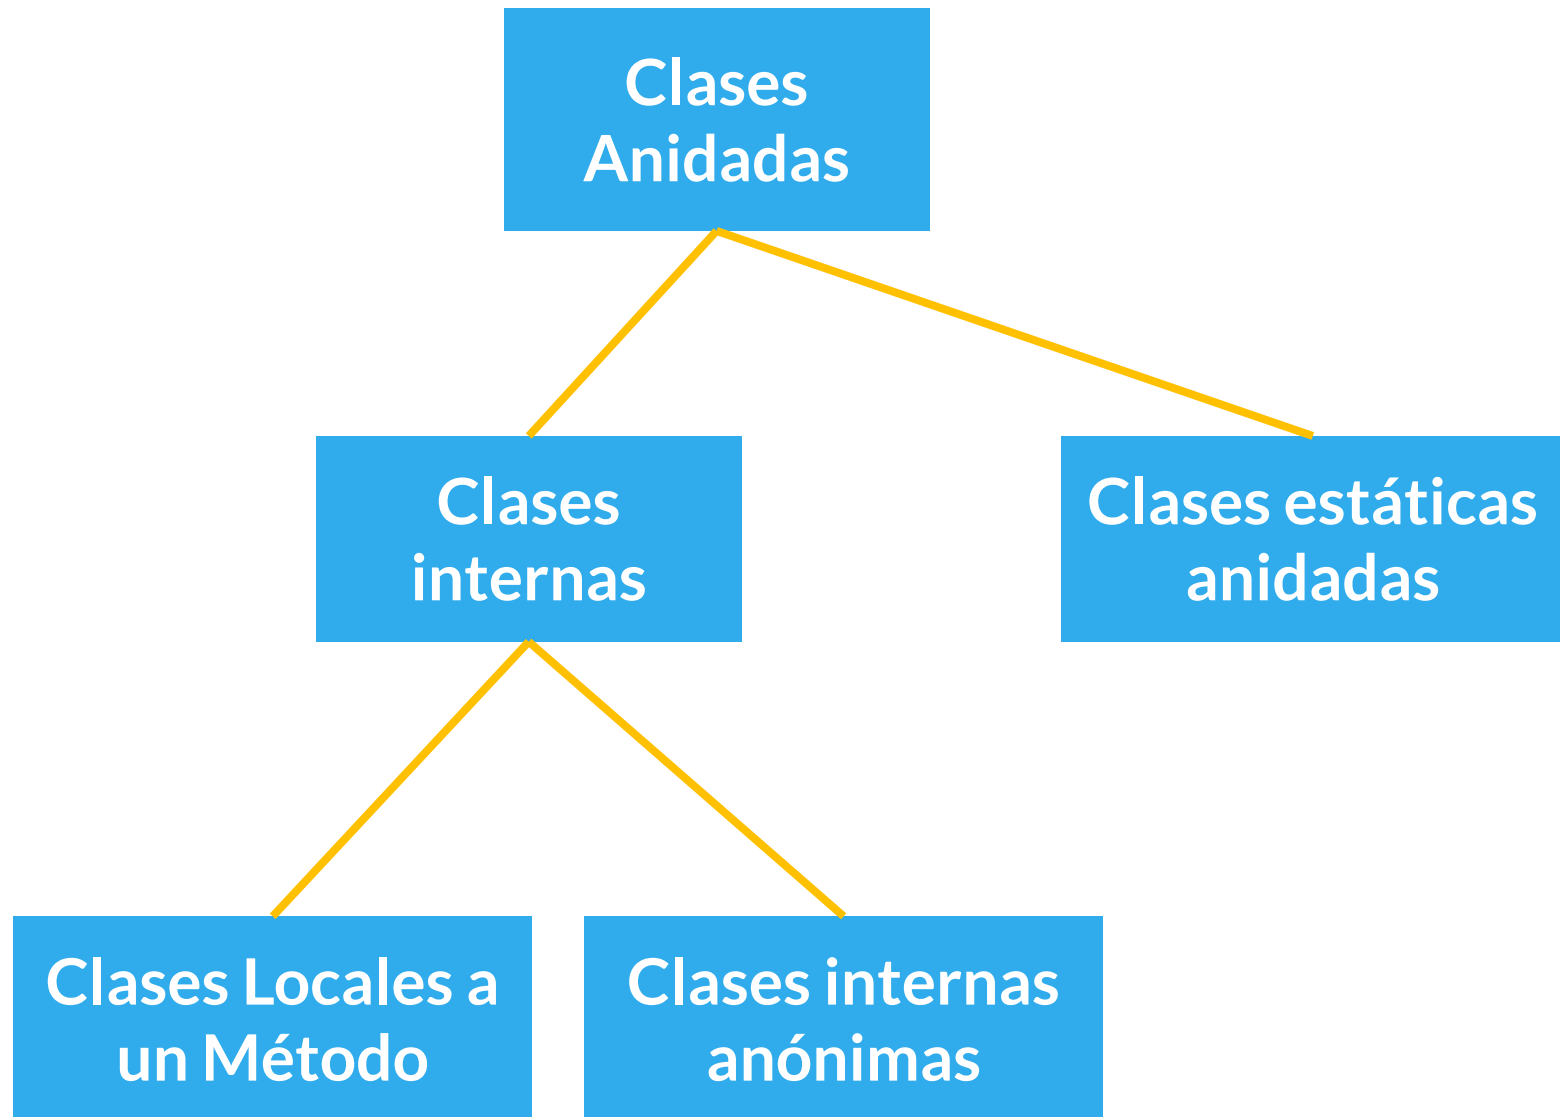 Clases
Anidadas
Clases
internas
Clases estáticas
anidadas
Clases Locales a
un Método
Clases internas
anónimas